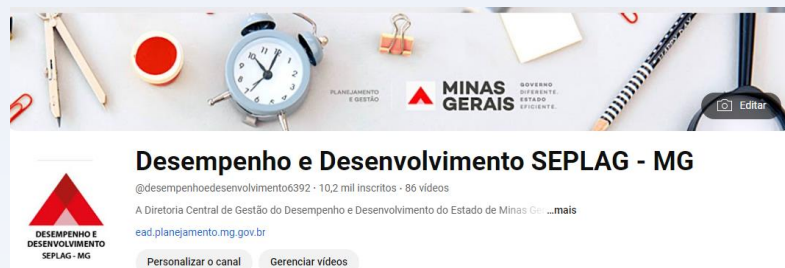 PLANEJAMENTO
E GESTÃO
MINAS
GERAIS
GOVERNO
DIFERENTE.
ESTADO
EFICIENTE.
Editar
Desempenho e Desenvolvimento SEPLAG - MG
@desempenhoedesenvolvimento6392 · 10,2 mil inscritos · 86 vídeos
A Diretoria Central de Gestão do Desempenho e Desenvolvimento do Estado de Minas Ge ...mais
ead.planejamento.mg.gov.br
DESEMPENHO E
DESENVOLVIMENTO
SEPLAG - MG
Personalizar o canal
Gerenciar vídeos